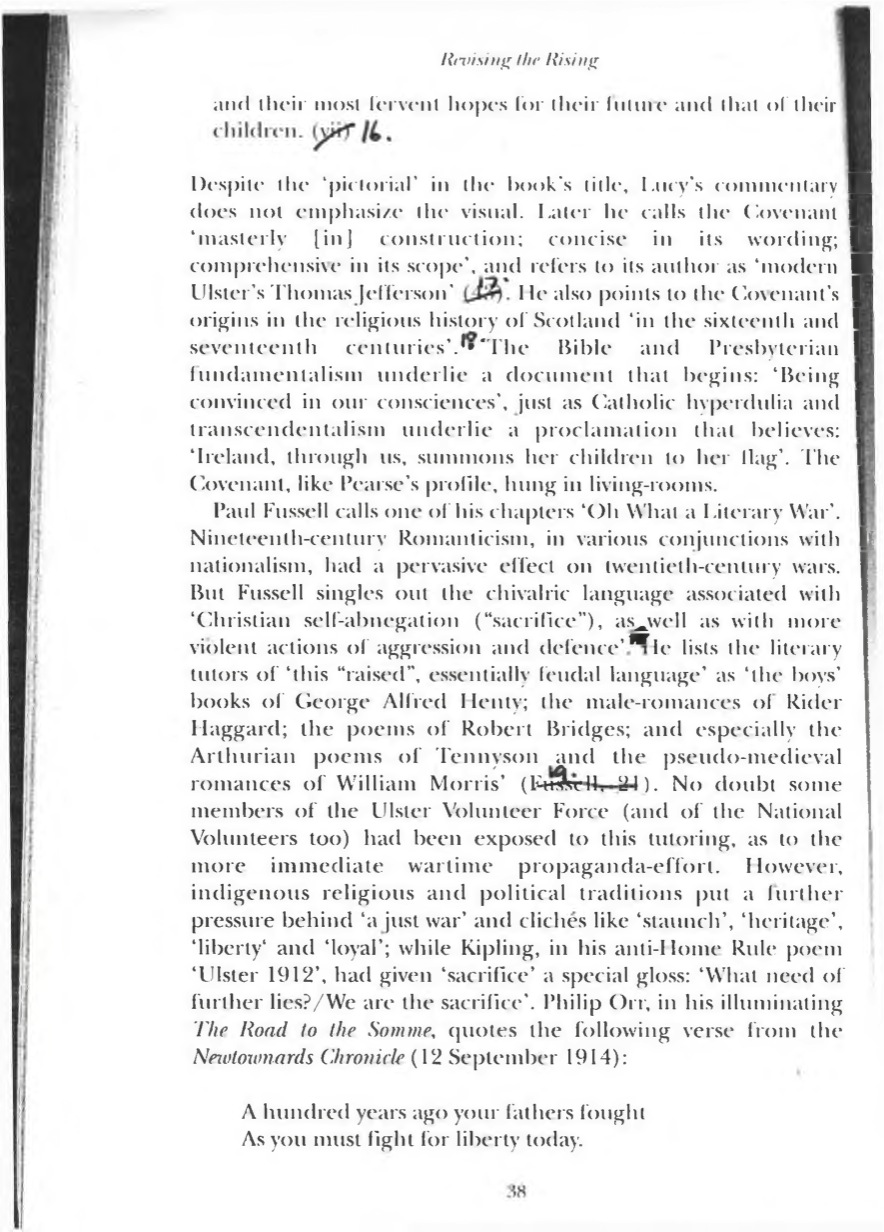 Revising the Rising
and their most fervent hopes for their future and that of their
children. (vii) 16.
Despite the ‘pictorial’ in the book's title, Lucy's commentary
does not emphasize the visual. Later he calls the Covenant
‘masterly [in] construction; concise in its wording;
comprehensive in its scope’, and refers to its author as ‘modern
Ulster's Thomas Jefferson’ 17. He also points to the Covenant's
origins in the religious history of Scotland ‘in the sixteenth and
seventeenth centuries’.18 The Bible and Presbyterian
fundamentalism underlie a document that begins: ‘Being
convinced in our consciences’, just as Catholic hyperdulia and
transcendentalism underlie a proclamation that believes:
‘Ireland, through us, summons her children to her flag’. The
Covenant, like Pearse's profile, hung in living-rooms.
Paul Fussell calls one of his chapters ‘Oh What a Literary War’.
Nineteenth-century Romanticism, in various conjunctions with
nationalism, had a pervasive effect on twentieth-century wars.
But Fussell singles out the chivalric language associated with
‘Christian self-abnegation (“sacrifice”), as well as with more
violent actions of aggression and defence’. He lists the literary
tutors of ‘this “raised”, essentially feudal language’ as ‘the boys’
books of George Alfred Henty; the male-romances of Rider
Haggard; the poems of Robert Bridges; and especially the
Arthurian poems of Tennyson and the pseudo-medieval
romances of William Morris’ (Fussell, 21) 19. No doubt some
members of the Ulster Volunteer Force (and of the National
Volunteers too) had been exposed to this tutoring, as to the
more immediate wartime propaganda-effort. However,
indigenous religious and political traditions put a further
pressure behind ‘a just war’ and clichés like ‘staunch’, ‘heritage’,
‘liberty‘ and ‘loyal’; while Kipling, in his anti-Home Rule poem
‘Ulster 1912’, had given ‘sacrifice’ a special gloss: ‘What need of
further lies?/We are the sacrifice’. Philip Orr, in his illuminating
The Road to the Somme, quotes the following verse from the
Newtownards Chronicle (12 September 1914):
A hundred years ago your fathers fought
As you must fight for liberty today.
38